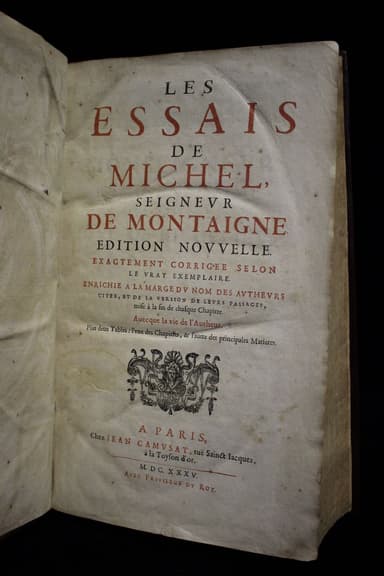 LES
ESSAIS
DE
MICHEL,
SEIGNEVR
DE MONTAIGNE.
EDITION NOVVELLE.
EXACTEMENT CORRIGEE SELON
LE VRAY EXEMPLAIRE.
ENRICHIE A LA MARGE DV NOM DES AVTHEVRS
CITES, ET DE LA VERSION DE LEVRS PASSAGES,
mise à la fin de chasque Chapitre.
Auecque la vie de l'Autheur.
Plus deux Tables: l'une des Chapitres, & l'autre des principales Matieres.
A PARIS,
Chez IEAN CAMVSAT, ruë Sainct Iacques,
à la Toyson d'or.
M. DC. XXXV.
AVEC PRIVILEGE DV ROY.